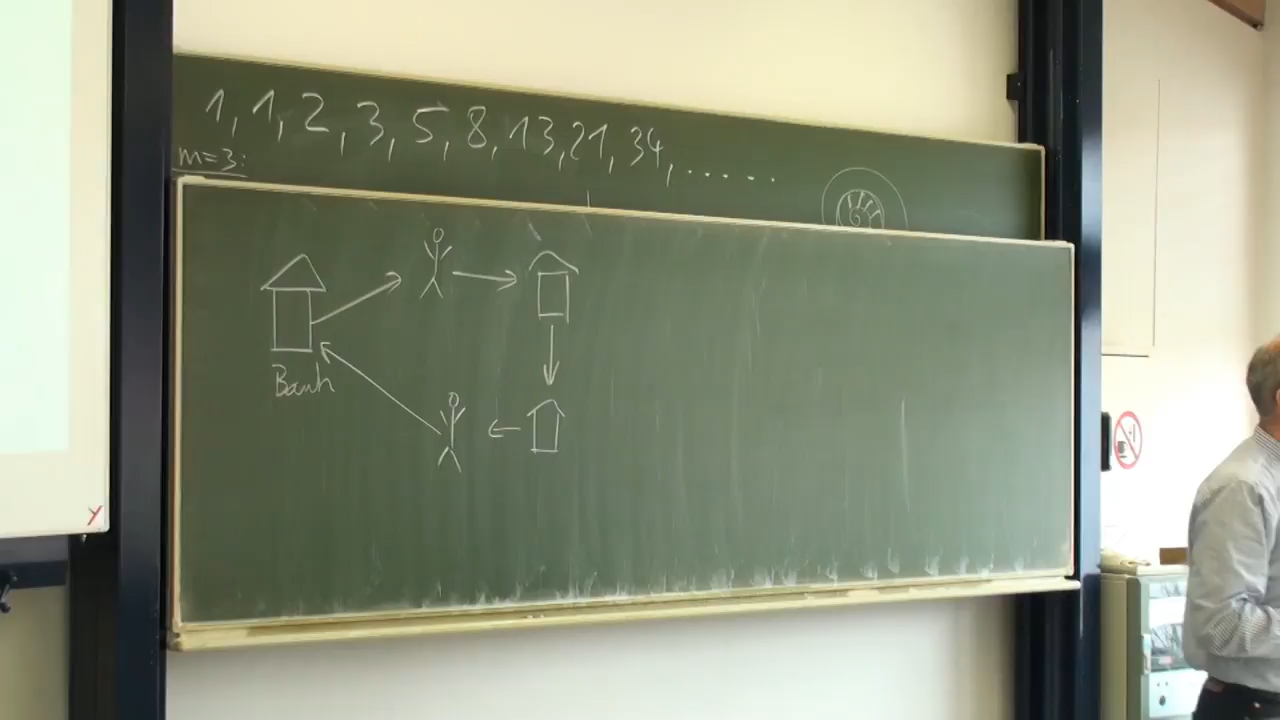 1, 1, 2, 3, 5, 8, 13, 21, 34, .....
m=3:
Bank
Y